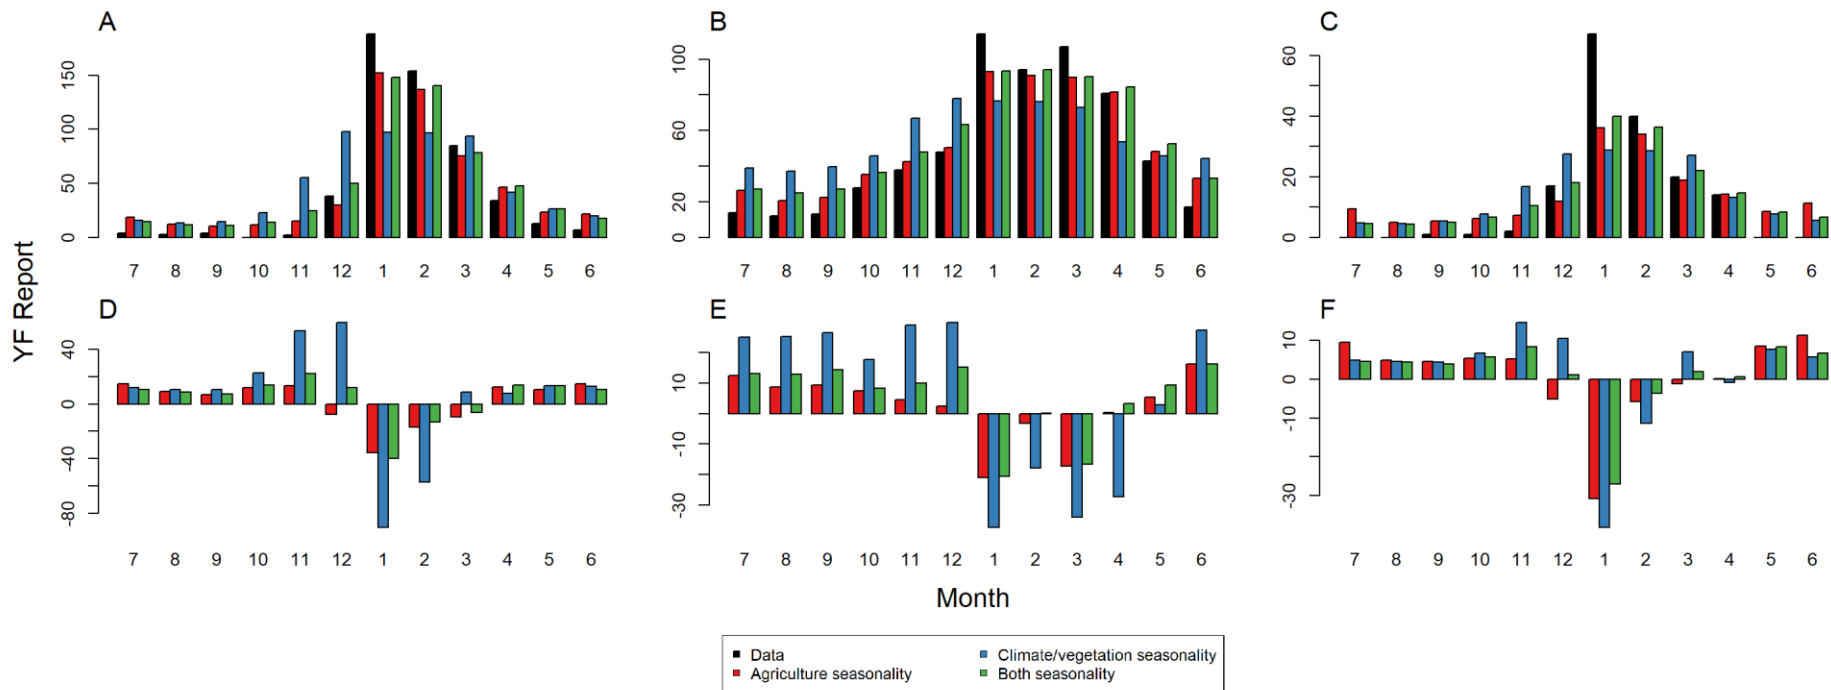 A
B
C
150
100
50
0
100
60
20
0
60
40
20
0
7 8 9 10 11 12 1 2 3 4 5 6
7 8 9 10 11 12 1 2 3 4 5 6
7 8 9 10 11 12 1 2 3 4 5 6
YF Report
D
E
F
40
0
-40
-80
10
-10
-30
10
0
-10
-30
7 8 9 10 11 12 1 2 3 4 5 6
7 8 9 10 11 12 1 2 3 4 5 6
7 8 9 10 11 12 1 2 3 4 5 6
Month
Data
Agriculture seasonality
Climate/vegetation seasonality
Both seasonality